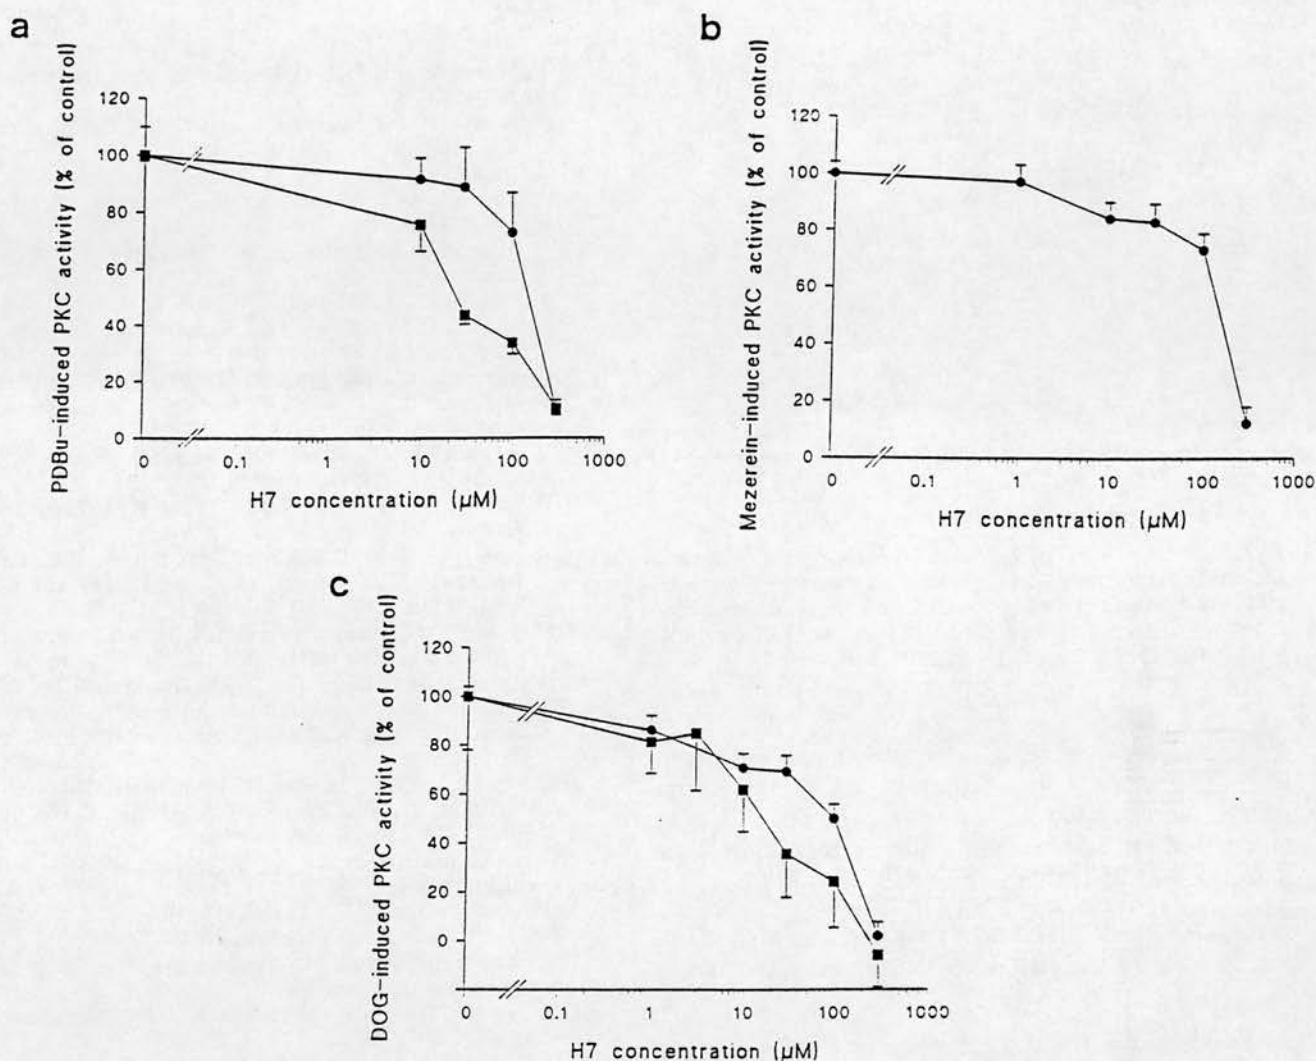 a
PDBu-induced PKC activity (% of control)
120
100
80
60
40
20
0
0 0.1 1 10 100 1000
H7 concentration (µM)
b
Mezerein-induced PKC activity (% of control)
120
100
80
60
40
20
0
0 0.1 1 10 100 1000
H7 concentration (µM)
c
DOG-induced PKC activity (% of control)
120
100
80
60
40
20
0
0 0.1 1 10 100 1000
H7 concentration (µM)